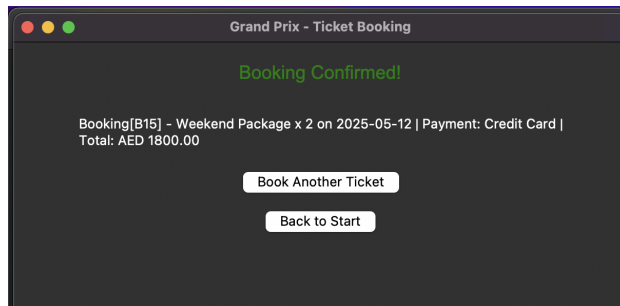 Grand Prix - Ticket Booking
Booking Confirmed!
Booking[B15] - Weekend Package x 2 on 2025-05-12 | Payment: Credit Card |
Total: AED 1800.00
Book Another Ticket
Back to Start